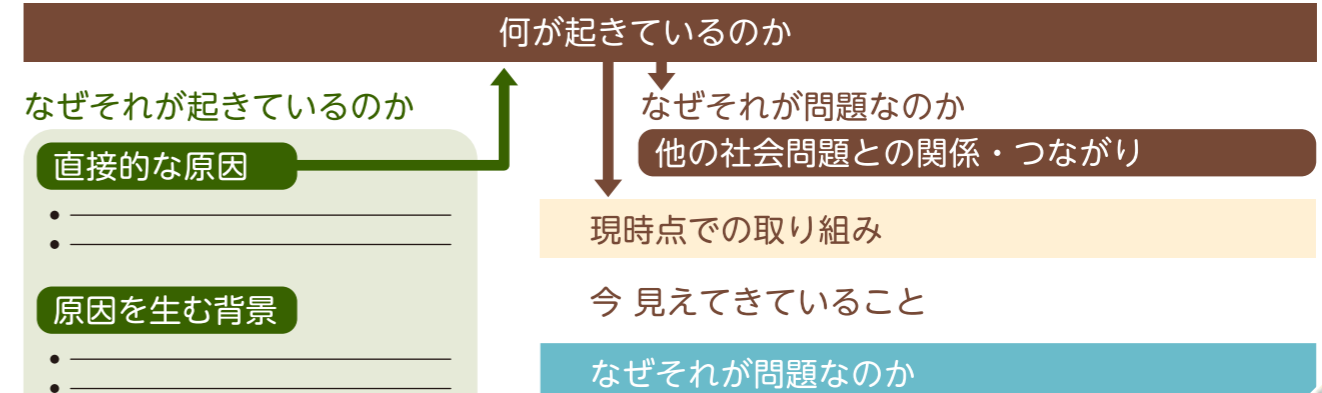 何が起きているのか
なぜそれが起きているのか
直接的な原因
原因を生む背景
なぜそれが問題なのか
他の社会問題との関係・つながり
現時点での取り組み
今 見えてきていること
なぜそれが問題なのか